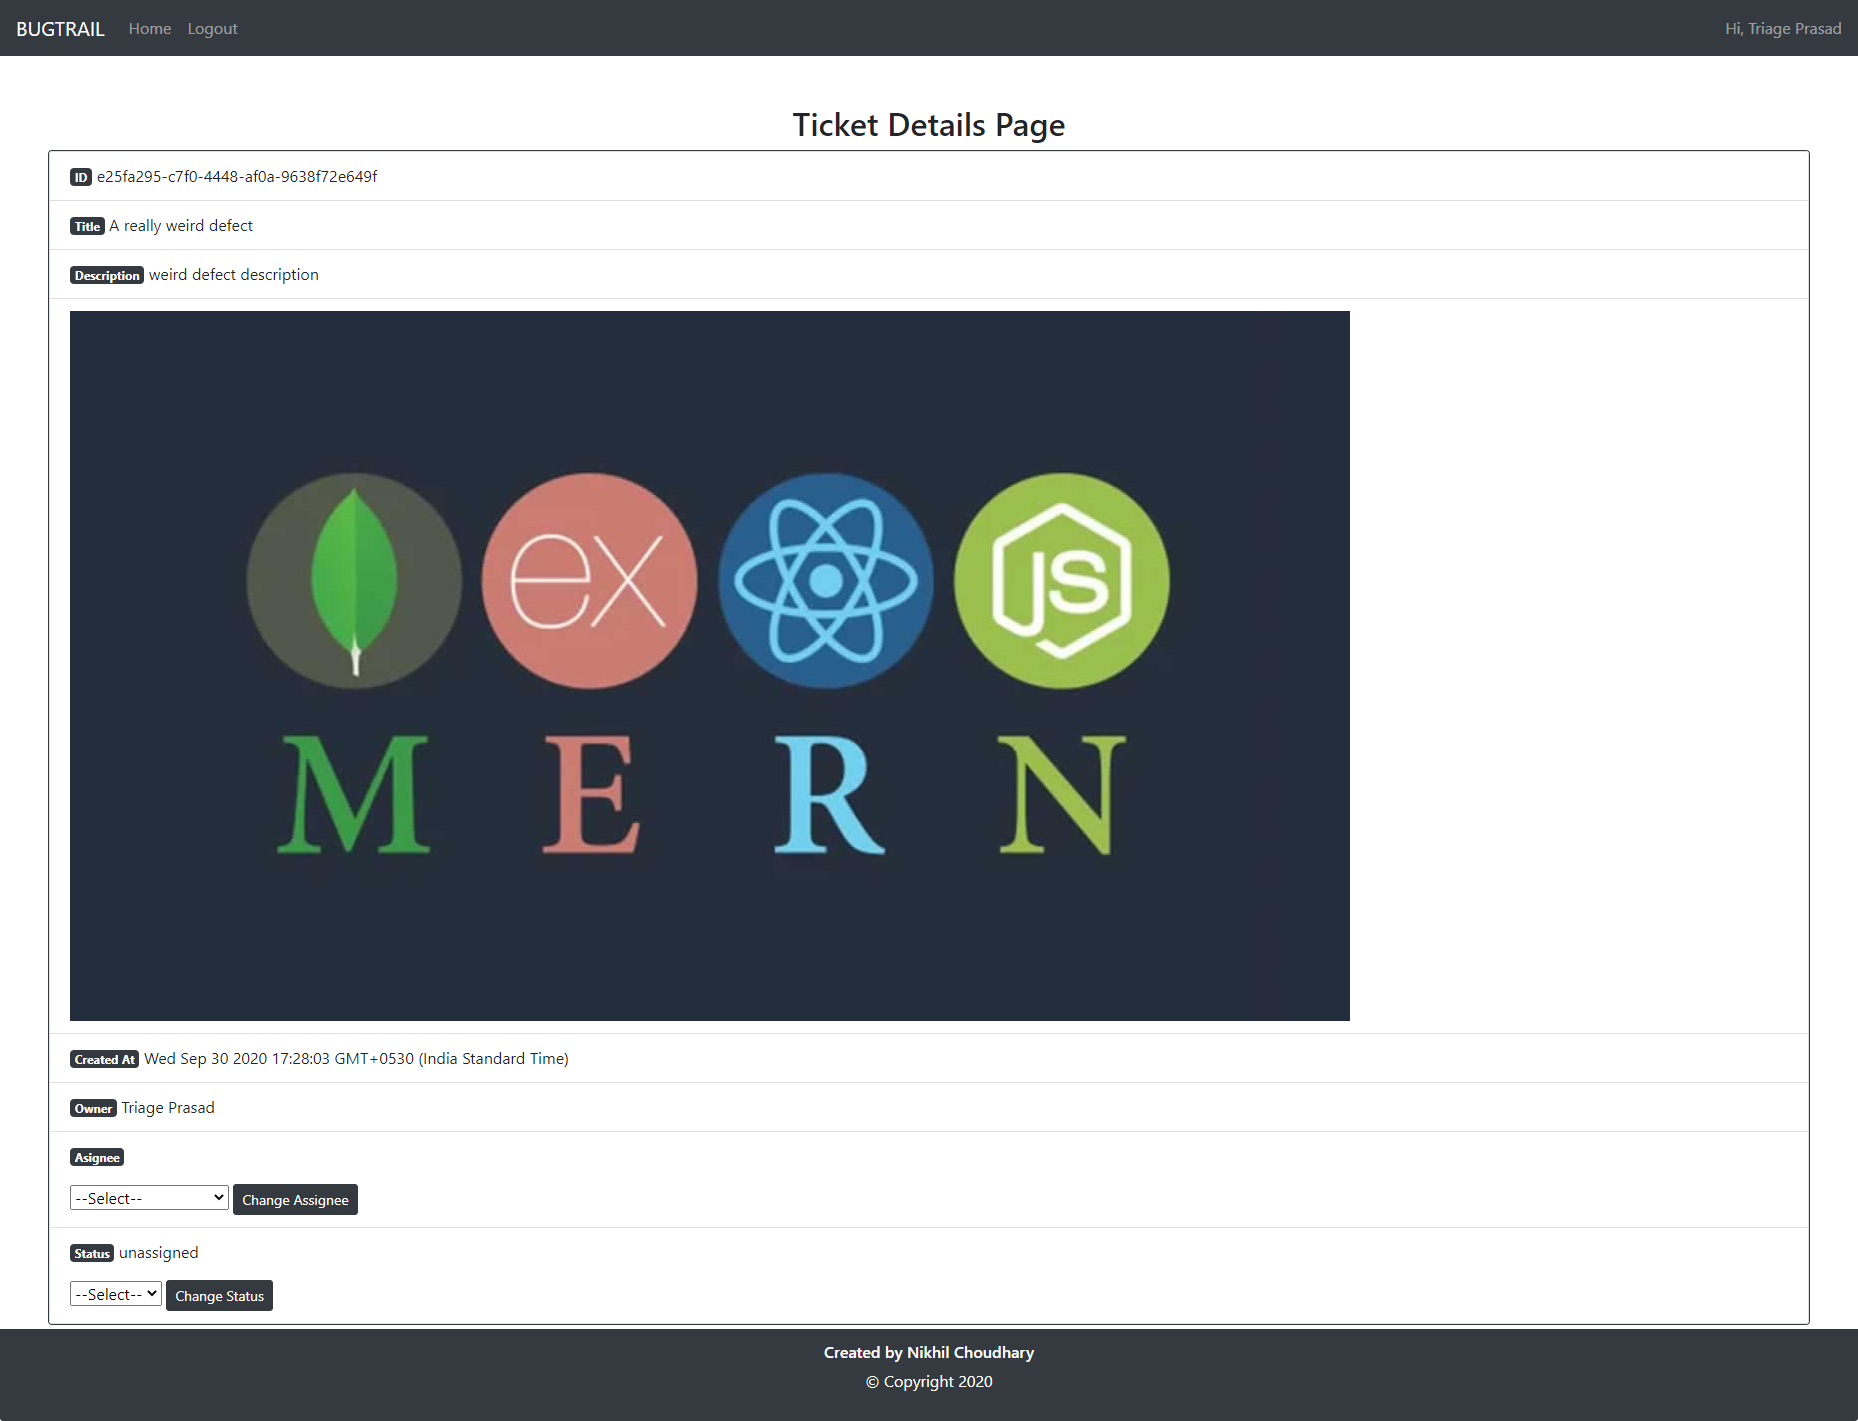 BUGTRAIL Home Logout Hi, Triage Prasad
Ticket Details Page
ID e25fa295-c7f0-4448-af0a-9638f72e649f
Title A really weird defect
Description weird defect description
ex JS
M E R N
Created At Wed Sep 30 2020 17:28:03 GMT+0530 (India Standard Time)
Owner Triage Prasad
Asignee
--Select-- Change Assignee
Status unassigned
--Select-- Change Status
Created by Nikhil Choudhary
© Copyright 2020